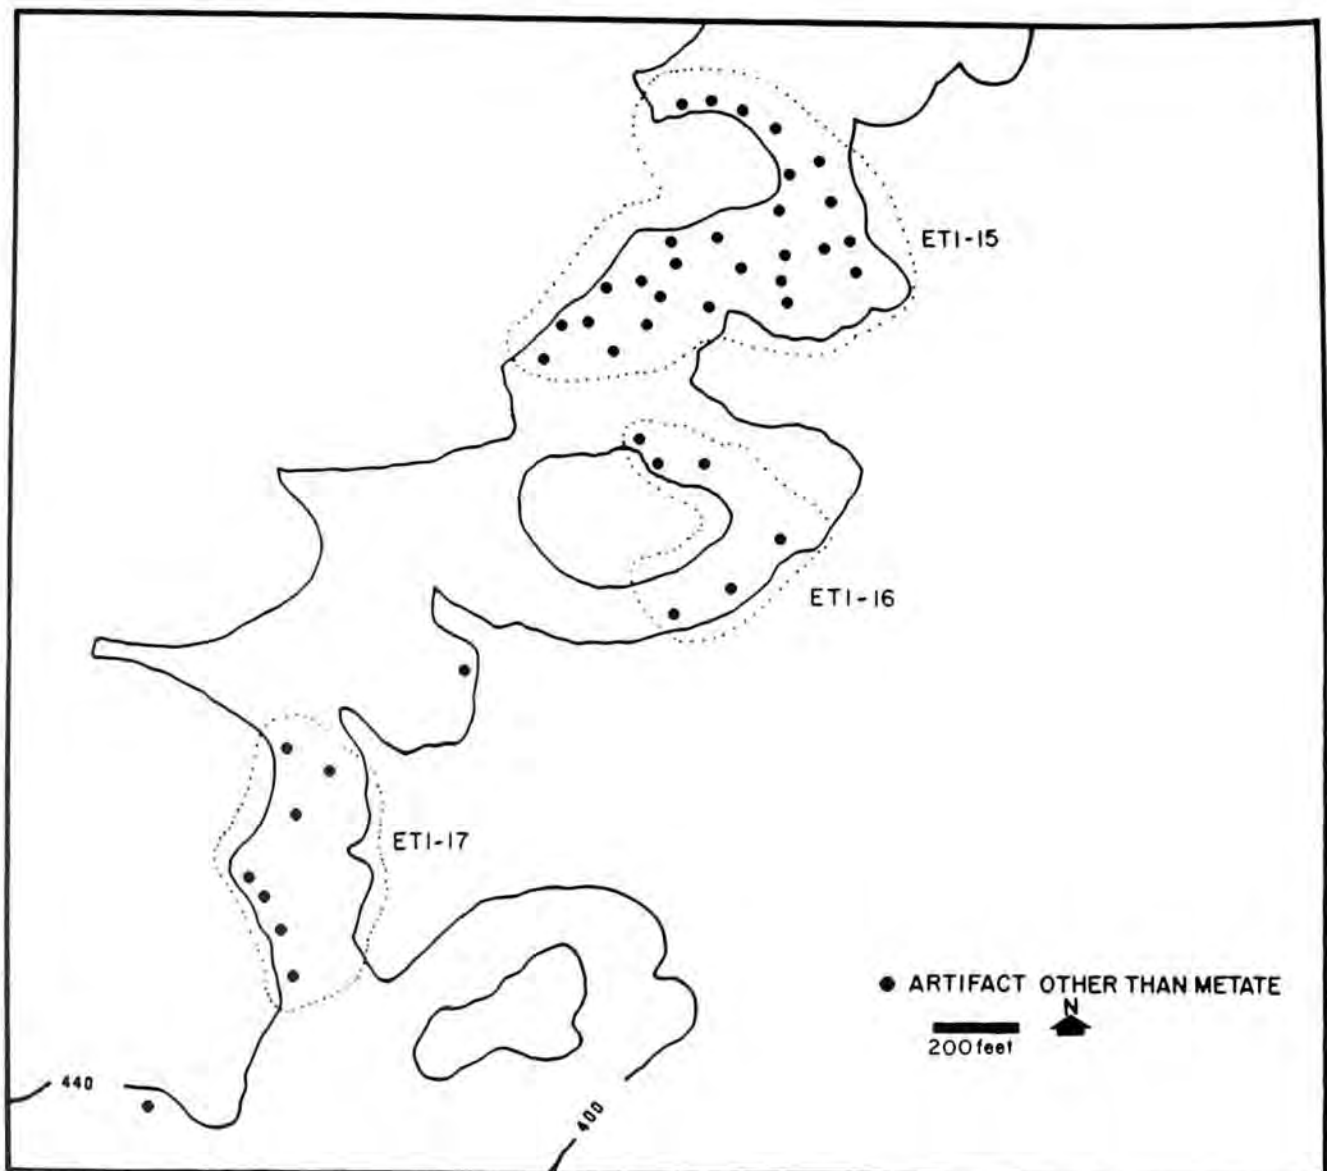 ETI-15
ETI-16
ETI-17
ARTIFACT OTHER THAN METATE
N
200 feet
440
400